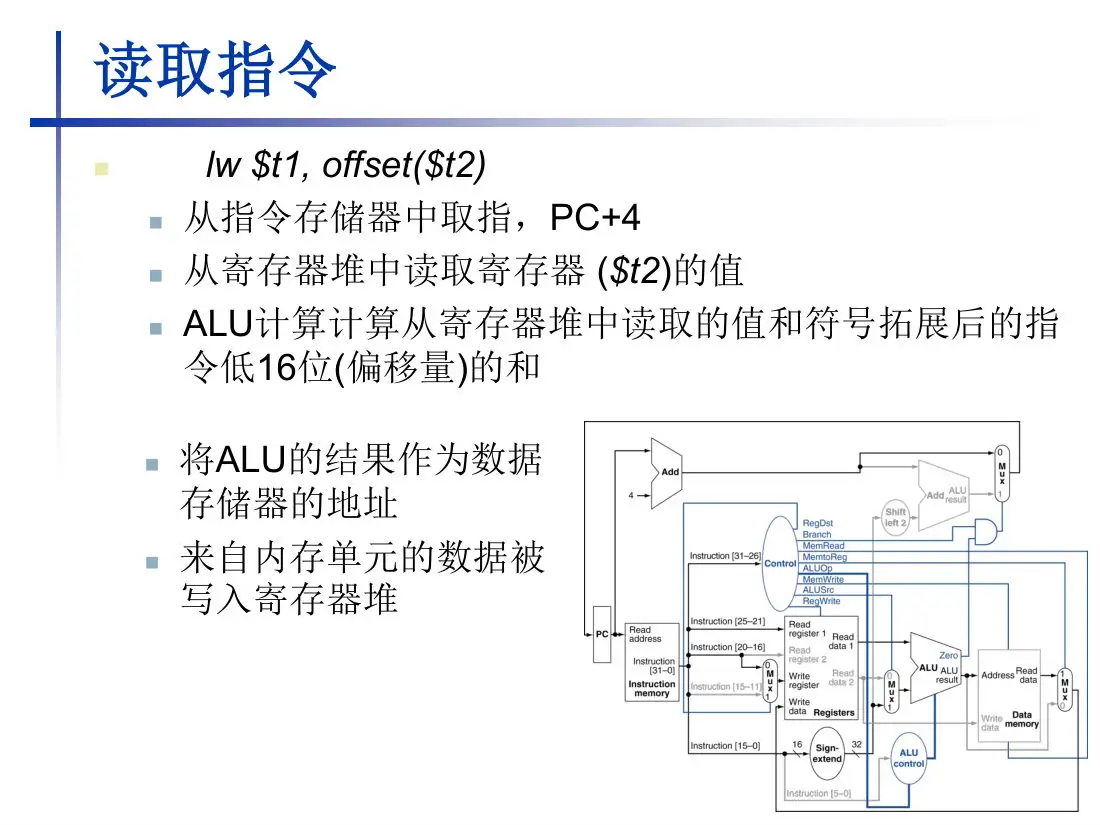 读取指令
lw $t1, offset($t2)
从指令存储器中取指，PC+4
从寄存器堆中读取寄存器 ($t2)的值
ALU计算计算从寄存器堆中读取的值和符号拓展后的指
令低16位(偏移量)的和
将ALU的结果作为数据
存储器的地址
来自内存单元的数据被
写入寄存器堆
Add
4
Shift
left 2
Add
ALU
result
0
M
u
x
1
Control
RegDst
Branch
MemRead
MemtoReg
ALUOp
MemWrite
ALUSrc
RegWrite
Instruction [31–26]
Instruction [25–21]
Instruction [20–16]
Instruction [15–11]
Instruction [15–0]
Instruction [5–0]
PC
Read
address
Instruction
[31–0]
Instruction
memory
0
M
u
x
1
Read
register 1
Read
register 2
Write
register
Write
data
Read
data 1
Read
data 2
Registers
0
M
u
x
1
Zero
ALU
ALU
result
Address
Read
data
Write
data
Data
memory
1
M
u
x
0
16
Sign-
extend
32
ALU
control